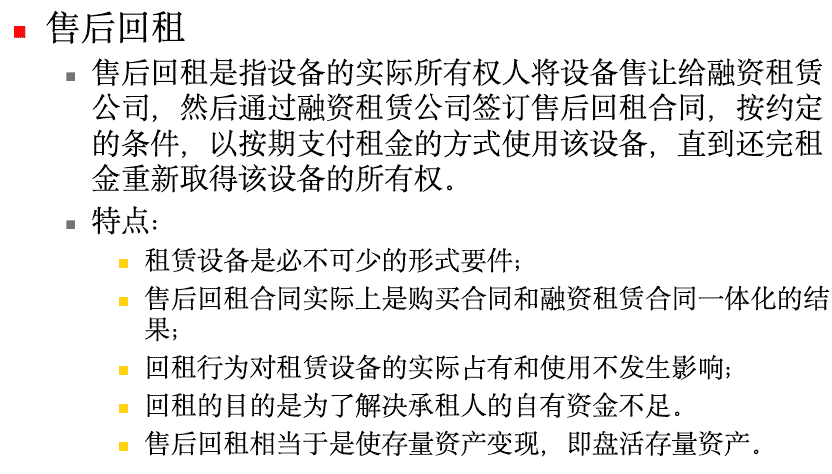 售后回租
售后回租是指设备的实际所有权人将设备售让给融资租赁
公司，然后通过融资租赁公司签订售后回租合同，按约定
的条件，以按期支付租金的方式使用该设备，直到还完租
金重新取得该设备的所有权。
特点：
租赁设备是必不可少的形式要件；
售后回租合同实际上是购买合同和融资租赁合同一体化的结
果；
回租行为对租赁设备的实际占有和使用不发生影响；
回租的目的是为了解决承租人的自有资金不足。
售后回租相当于是使存量资产变现，即盘活存量资产。